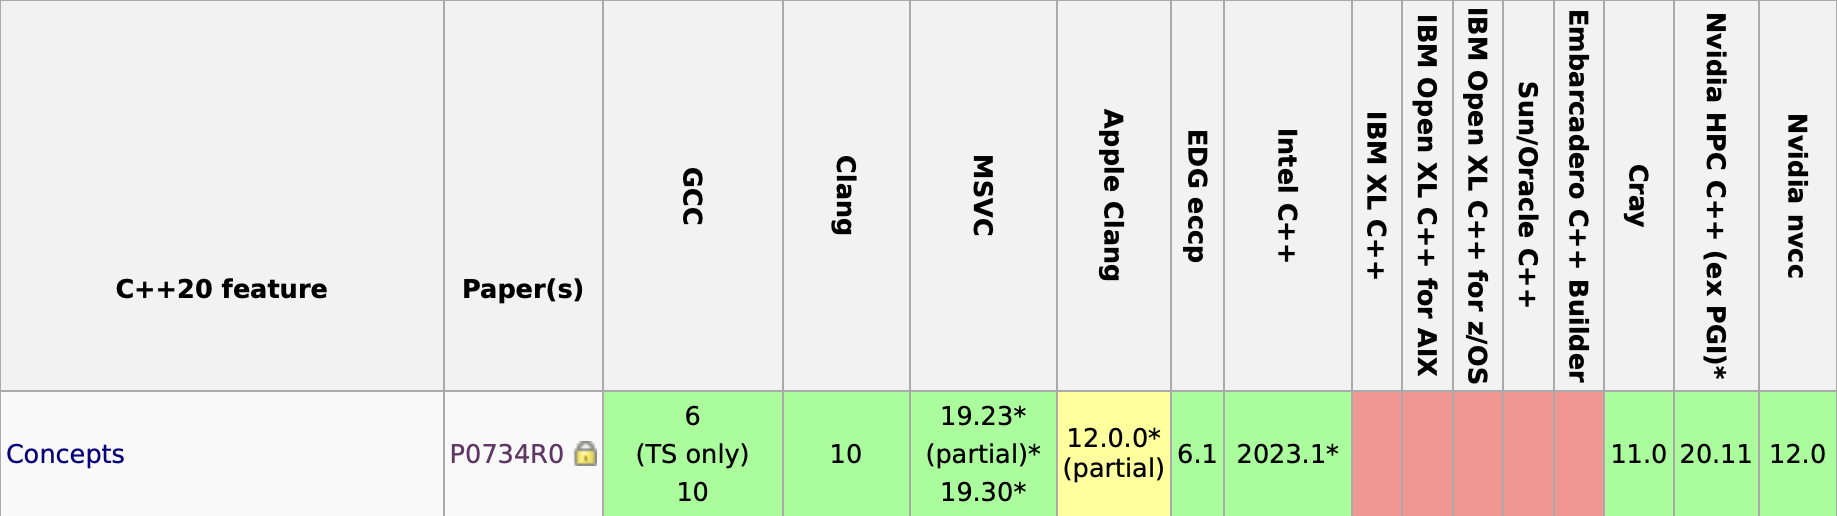 C++20 feature
Paper(s)
GCC
Clang
MSVC
Apple Clang
EDG eccp
Intel C++
IBM XL C++
IBM Open XL C++ for AIX
IBM Open XL C++ for z/OS
Sun/Oracle C++
Embarcadero C++ Builder
Cray
Nvidia HPC C++ (ex PGI)*
Nvidia nvcc
Concepts
P0734R0
6
(TS only)
10
10
19.23*
(partial)*
19.30*
12.0.0*
(partial)
6.1
2023.1*
11.0
20.11
12.0